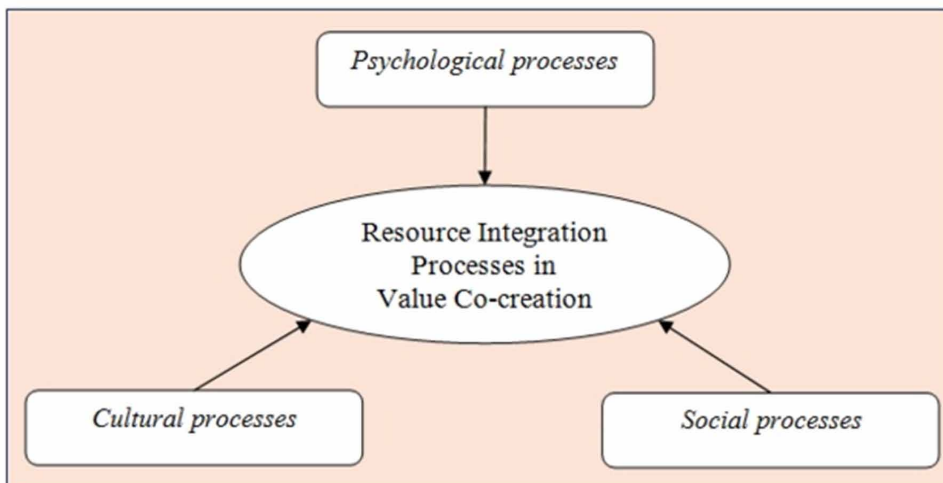 Psychological processes
Resource Integration
Processes in
Value Co-creation
Cultural processes
Social processes